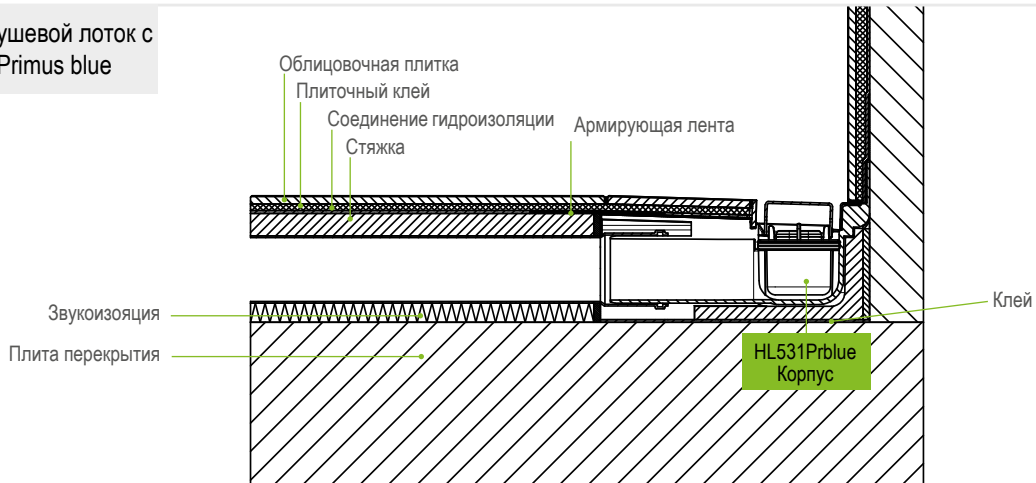 ушевой лоток с
Primus blue
Облицовочная плитка
Плиточный клей
Соединение гидроизоляции
Армирующая лента
Стяжка
Звукоизояция
Клей
Плита перекрытия
HL531Prblue
Корпус